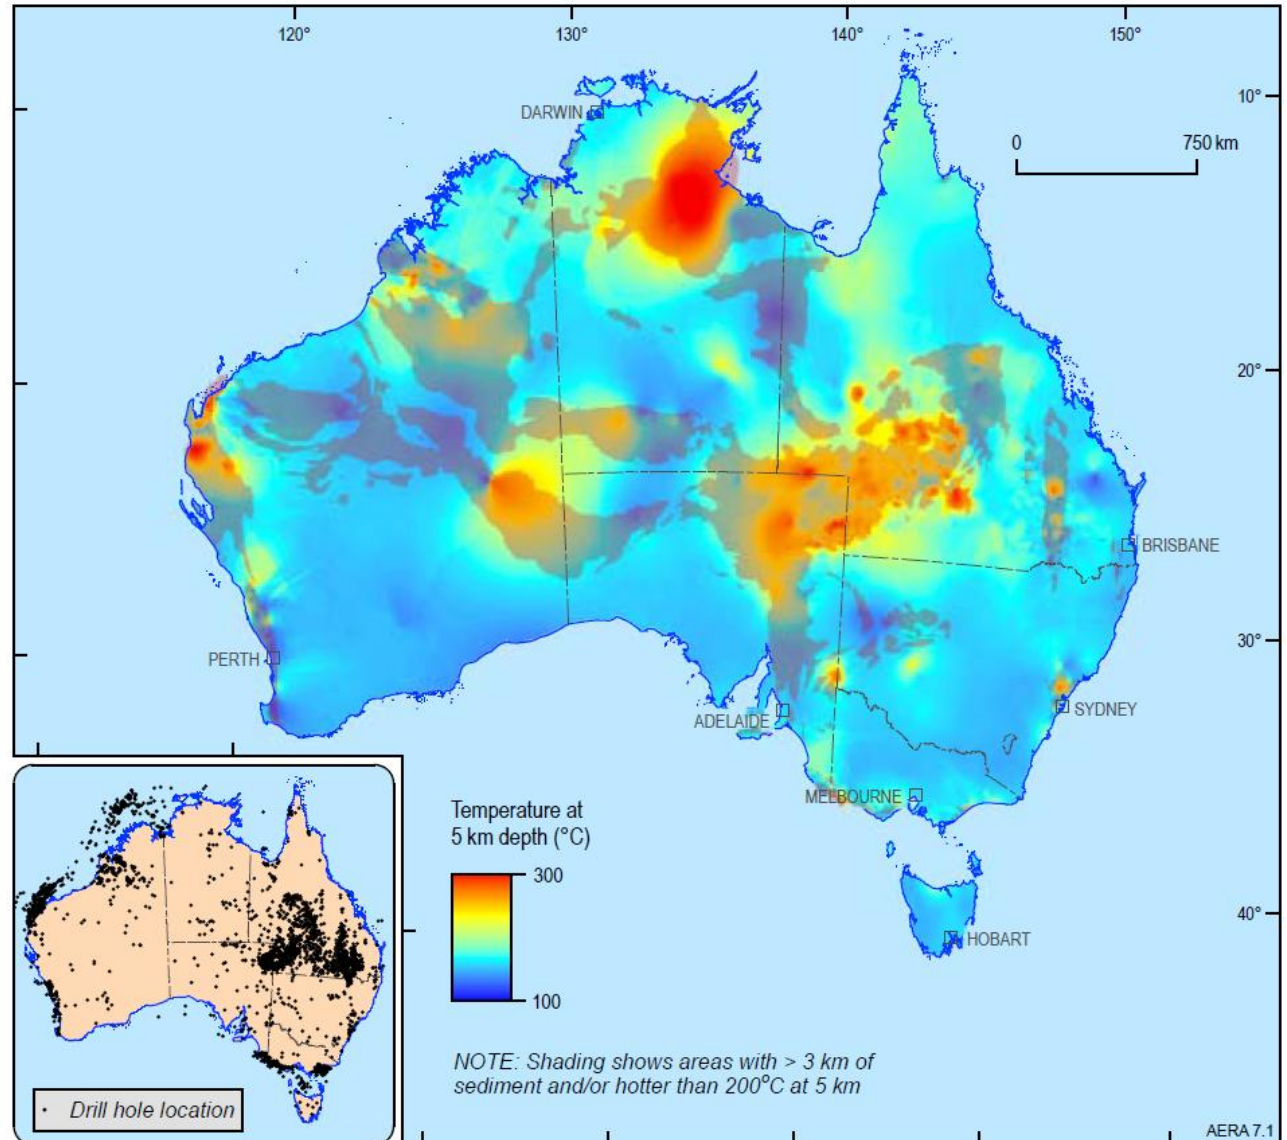 120°
130°
140°
150°
DARWIN
10°
0
750 km
20°
BRISBANE
30°
PERTH
ADELAIDE
SYDNEY
MELBOURNE
Temperature at
5 km depth (°C)
300
100
40°
HOBART
NOTE: Shading shows areas with > 3 km of
sediment and/or hotter than 200°C at 5 km
• Drill hole location
AERA 7.1